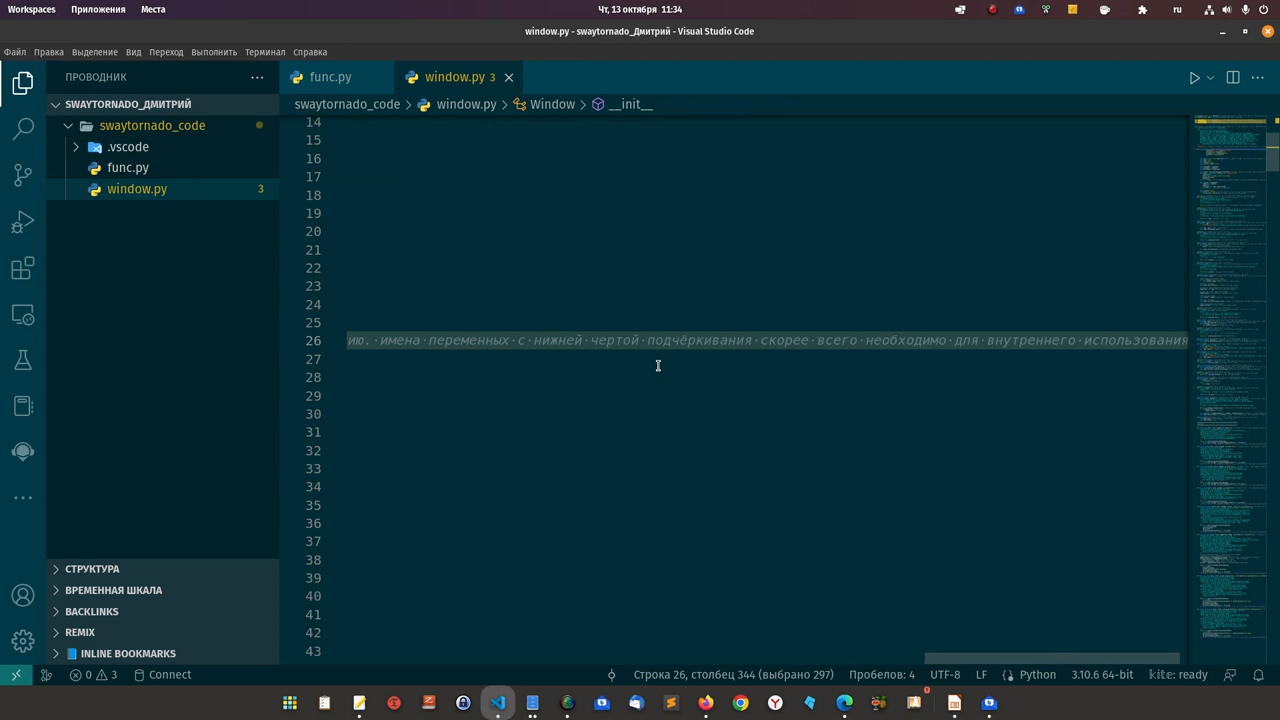 Workspaces Приложения Места Чт, 13 октября 11:34 ru
window.py - swaytornado_Дмитрий - Visual Studio Code
Файл Правка Выделение Вид Переход Выполнить Терминал Справка
ПРОВОДНИК
func.py
window.py 3
SWAYTORNADO_ДМИТРИЙ
swaytornado_code > window.py > Window > __init__
swaytornado_code
.vscode
func.py
window.py 3
14
15
16
17
18
19
20
21
22
23
24
25
26 ию. имена переменных с нижней чертой подчёркивания скорее всего необходимо для внутреннего использования
27
28
29
30
31
32
33
34
35
36
37
38
39
40
41
42
43
СТРУКТУРА
ВРЕМЕННАЯ ШКАЛА
BACKLINKS
REMIX
INLINE BOOKMARKS
0 3 Connect Строка 26, столбец 344 (выбрано 297) Пробелов: 4 UTF-8 LF Python 3.10.6 64-bit kite: ready